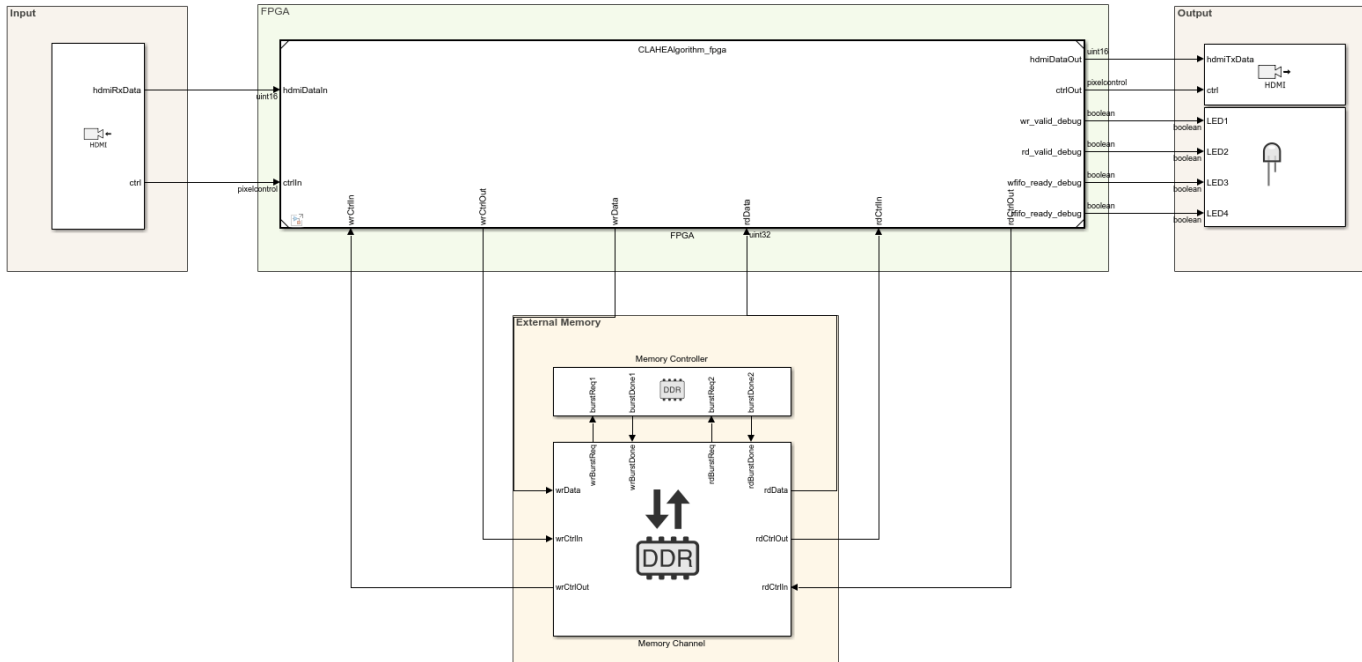 Input
FPGA
Output
CLAHEAlgorithm_fpga
hdmiRxData
HDMI
ctrl
uint16
hdmiDataIn
pixelcontrol
ctrlIn
wrCtrlIn
wrCtrlOut
wrData
rdData
rdCtrlIn
rdCtrlOut
hdmiDataOut
uint16
ctrlOut
pixelcontrol
wr_valid_debug
boolean
rd_valid_debug
boolean
wfifo_ready_debug
boolean
rfifo_ready_debug
boolean
FPGA
uint32
hdmiTxData
HDMI
ctrl
boolean
LED1
boolean
LED2
boolean
LED3
boolean
LED4
External Memory
Memory Controller
burstReq1
burstDone1
DDR
burstReq2
burstDone2
wrBurstReq
wrBurstDone
rdBurstReq
rdBurstDone
wrData
rdData
wrCtrlIn
DDR
rdCtrlOut
wrCtrlOut
rdCtrlIn
Memory Channel